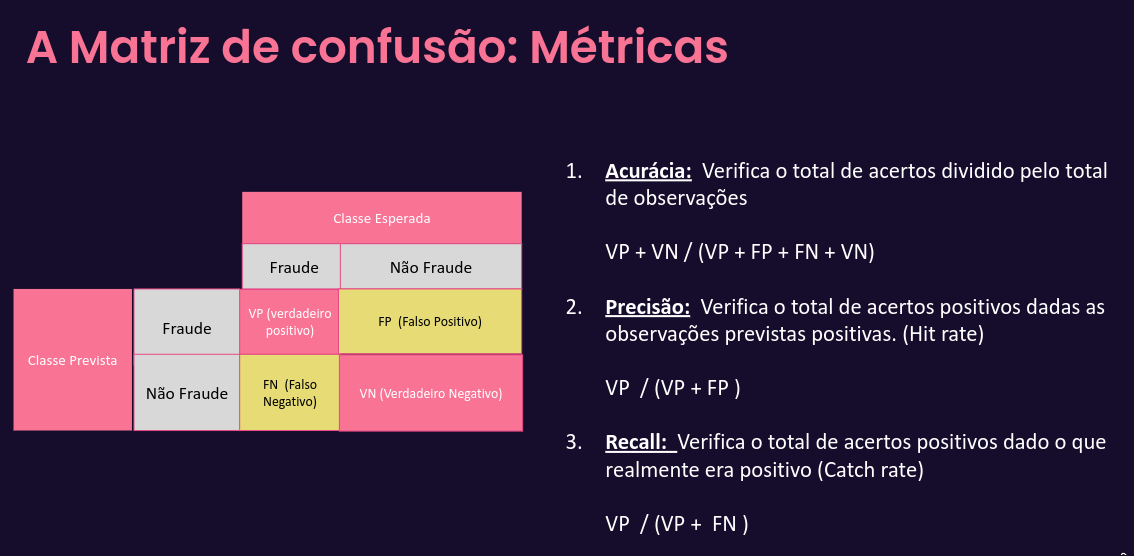 A Matriz de confusão: Métricas
Classe Esperada
Fraude
Não Fraude
Classe Prevista
Fraude
VP (verdadeiro
positivo)
FP (Falso Positivo)
Não Fraude
FN (Falso
Negativo)
VN (Verdadeiro Negativo)
1. Acurácia: Verifica o total de acertos dividido pelo total
de observações
VP + VN / (VP + FP + FN + VN)
2. Precisão: Verifica o total de acertos positivos dadas as
observações previstas positivas. (Hit rate)
VP / (VP + FP )
3. Recall: Verifica o total de acertos positivos dado o que
realmente era positivo (Catch rate)
VP / (VP + FN )